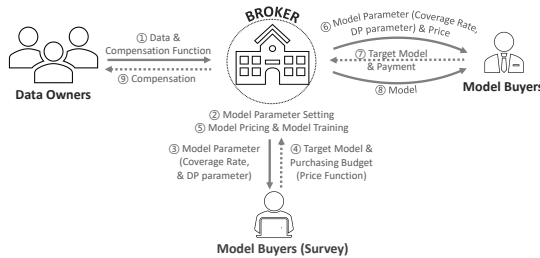 BROKER
① Data &
Compensation Function
⑨ Compensation
Data Owners
⑥ Model Parameter (Coverage Rate,
DP parameter) & Price
⑦ Target Model
& Payment
⑧ Model
Model Buyers
② Model Parameter Setting
⑤ Model Pricing & Model Training
③ Model Parameter
(Coverage Rate,
& DP parameter)
④ Target Model &
Purchasing Budget
(Price Function)
Model Buyers (Survey)